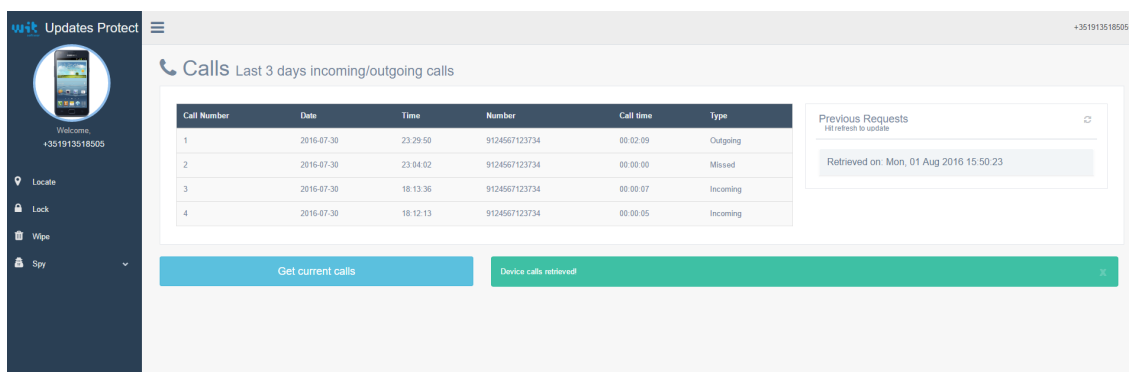 wit Updates Protect
+351913518505
Welcome,
+351913518505
Locate
Lock
Wipe
Spy
Calls Last 3 days incoming/outgoing calls
Call Number Date Time Number Call time Type
1 2016-07-30 23:29:50 9124567123734 00:02:09 Outgoing
2 2016-07-30 23:04:02 9124567123734 00:00:00 Missed
3 2016-07-30 18:13:36 9124567123734 00:00:07 Incoming
4 2016-07-30 18:12:13 9124567123734 00:00:05 Incoming
Previous Requests
Hit refresh to update
Retrieved on: Mon, 01 Aug 2016 15:50:23
Get current calls
Device calls retrieved!
X